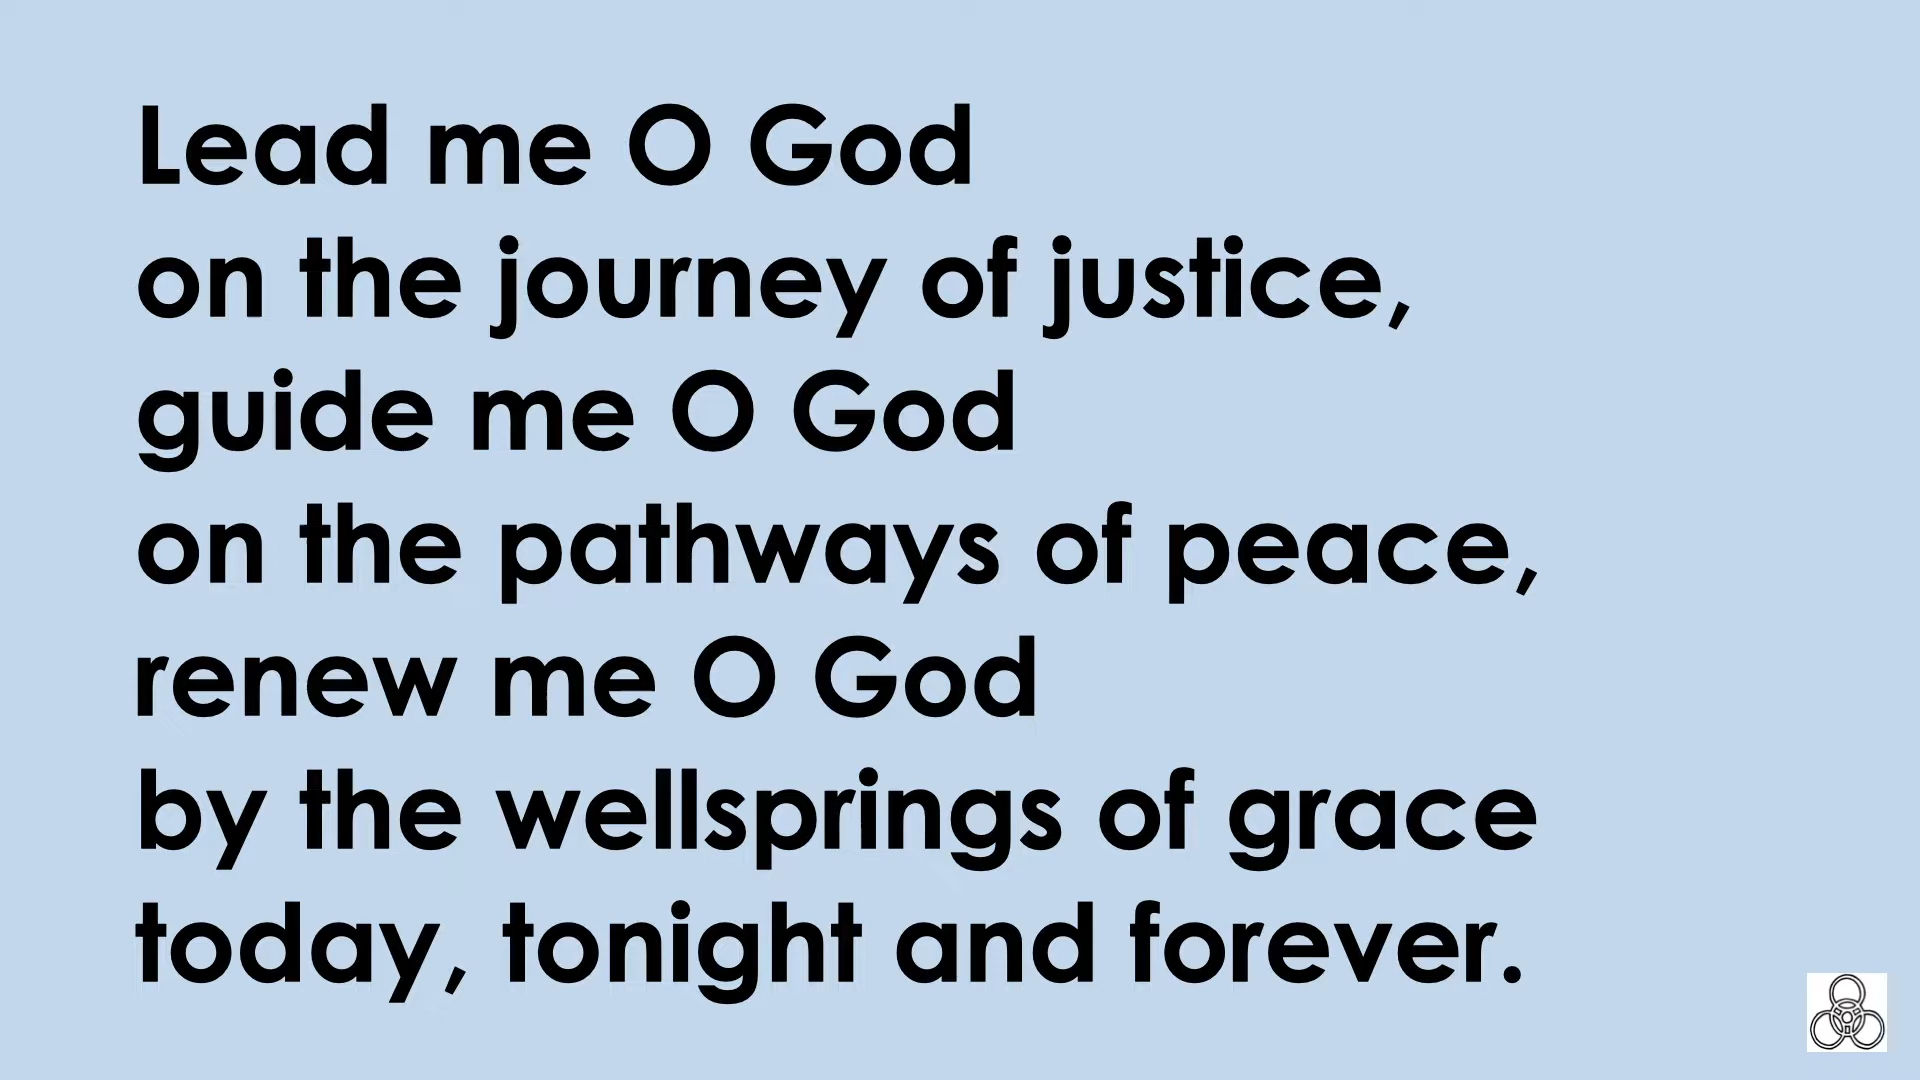 Lead me O God
on the journey of justice,
guide me O God
on the pathways of peace,
renew me O God
by the wellsprings of grace
today, tonight and forever.